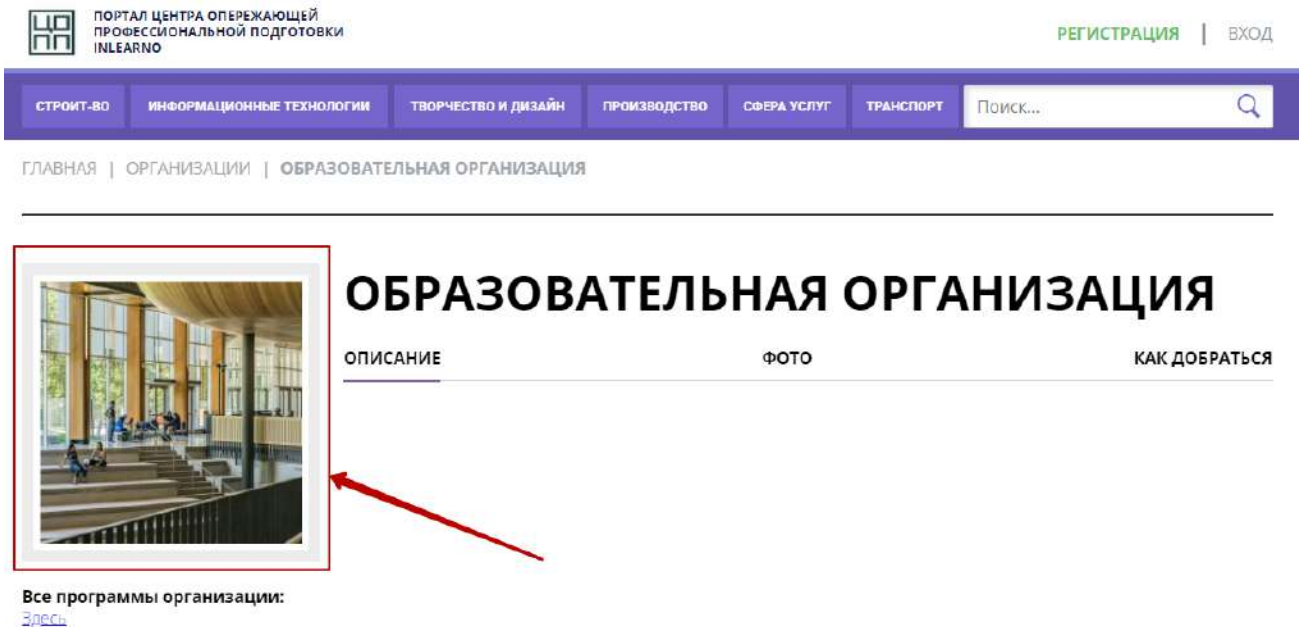 ЦО
ПП
ПОРТАЛ ЦЕНТРА ОПЕРЕЖАЮЩЕЙ
ПРОФЕССИОНАЛЬНОЙ ПОДГОТОВКИ
INLEARNO
РЕГИСТРАЦИЯ | ВХОД
СТРОИТ-ВО ИНФОРМАЦИОННЫЕ ТЕХНОЛОГИИ ТВОРЧЕСТВО И ДИЗАЙН ПРОИЗВОДСТВО СФЕРА УСЛУГ ТРАНСПОРТ Поиск...
ГЛАВНАЯ | ОРГАНИЗАЦИИ | ОБРАЗОВАТЕЛЬНАЯ ОРГАНИЗАЦИЯ
ОБРАЗОВАТЕЛЬНАЯ ОРГАНИЗАЦИЯ
ОПИСАНИЕ ФОТО КАК ДОБРАТЬСЯ
Все программы организации:
Здесь